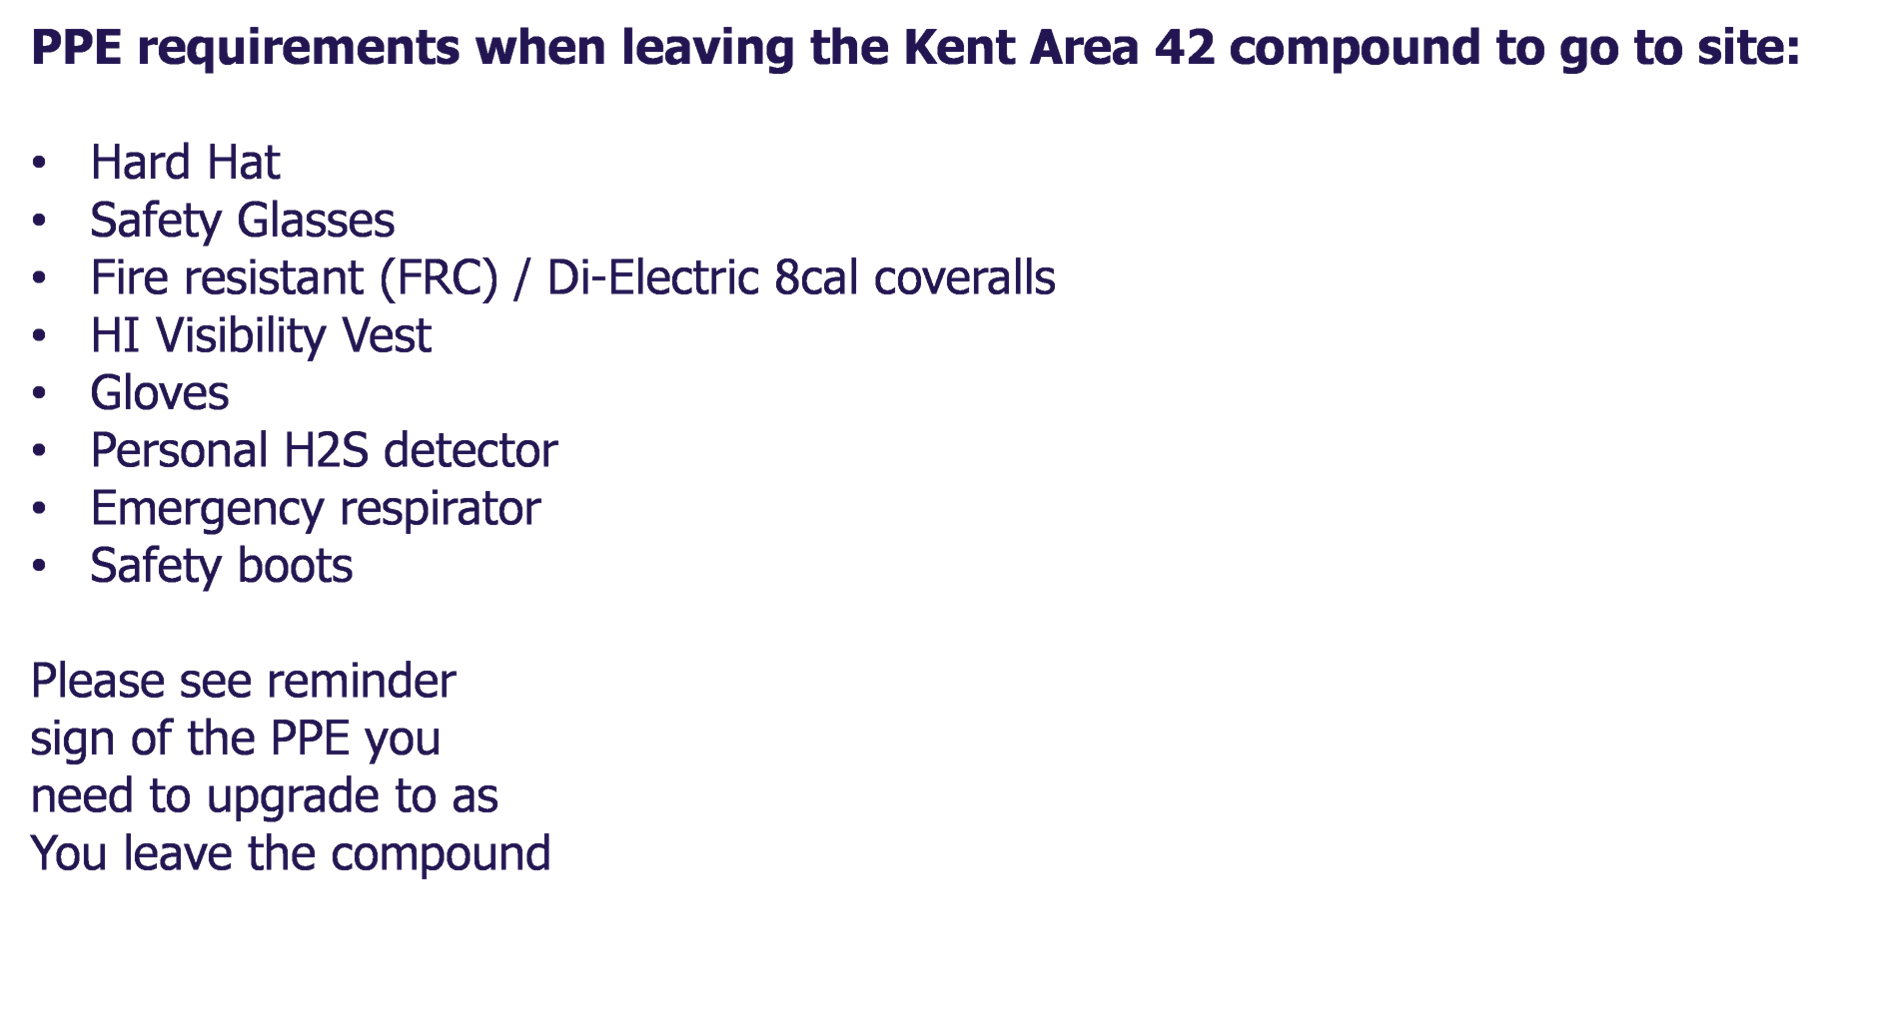 PPE requirements when leaving the Kent Area 42 compound to go to site:
• Hard Hat
• Safety Glasses
• Fire resistant (FRC) / Di-Electric 8cal coveralls
• HI Visibility Vest
• Gloves
• Personal H2S detector
• Emergency respirator
• Safety boots
Please see reminder
sign of the PPE you
need to upgrade to as
You leave the compound